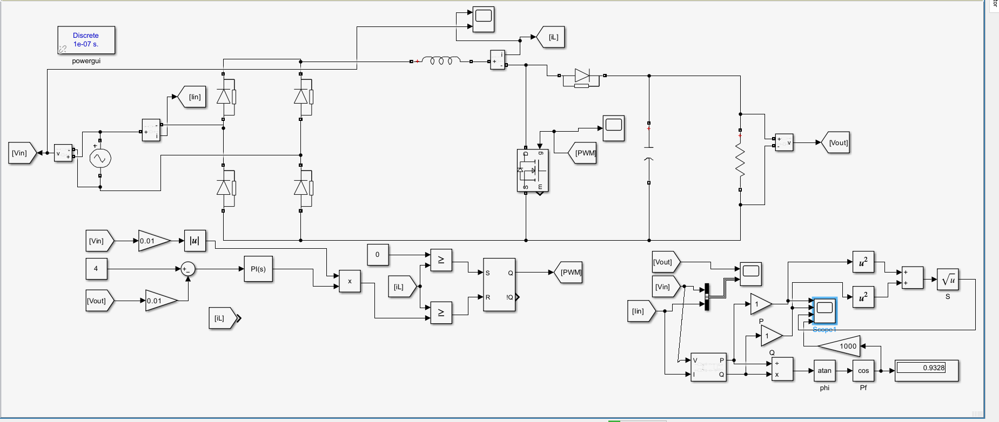 Discrete
1e-07 s.
powergui
[iL]
i
+
-
[Iin]
-
+
i
[Vin]
v
-
+
+
D
g
S
m
[PWM]
+
-
v
[Vout]
[Vin]
0.01
|u|
4
+
-
PI(s)
[Vout]
0.01
[iL]
x
0
≥
[iL]
≥
S
Q
R
!Q
[PWM]
[Vout]
[Vin]
[Iin]
1
P
1
Q
u²
u²
+
+
√u
S
Scope1
1000
V
P
I
Q
÷
x
atan
phi
cos
Pf
0.9328
tor